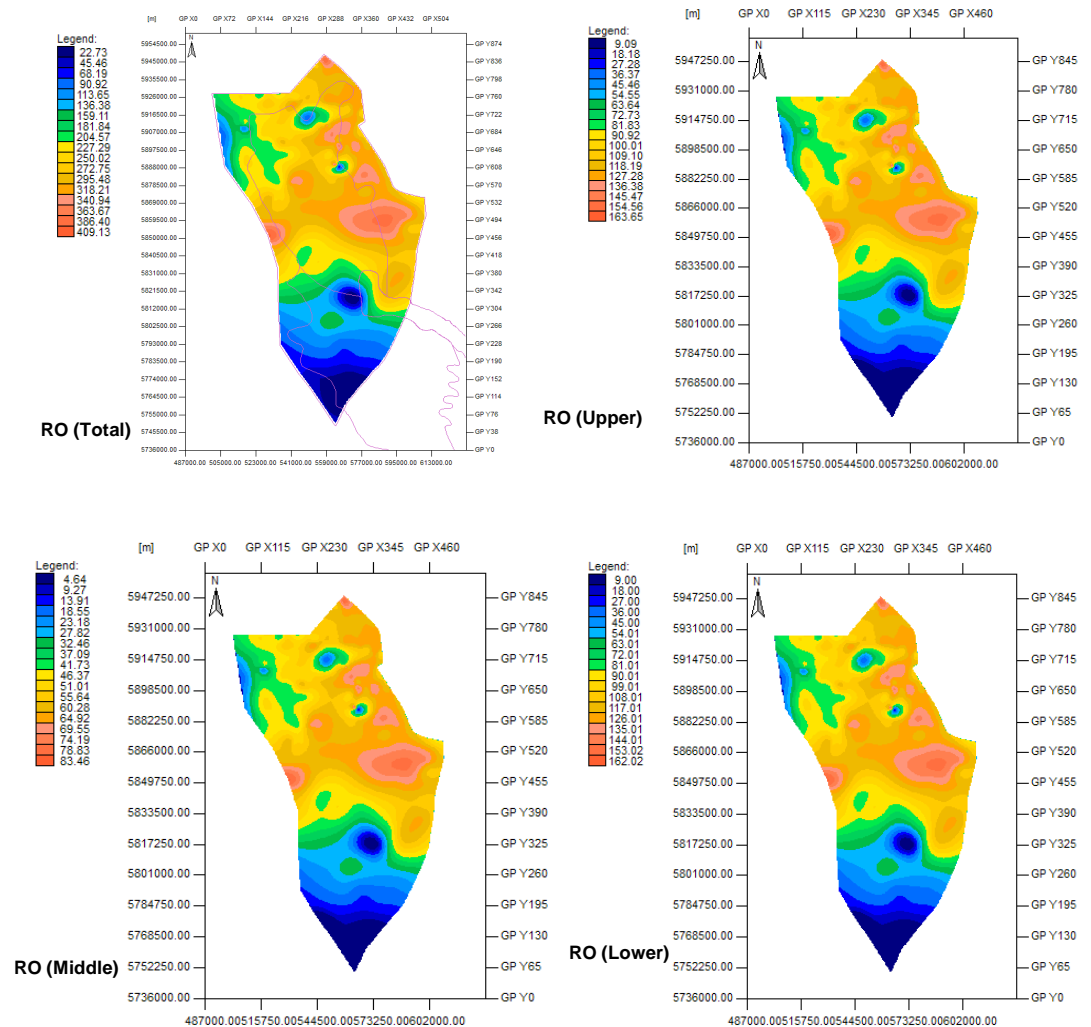 [m] GP X0 GP X72 GP X144 GP X216 GP X288 GP X360 GP X432 GP X504
Legend:
22.73
45.46
68.19
90.92
113.65
136.38
159.11
181.84
204.57
227.29
250.02
272.75
295.48
318.21
340.94
363.67
386.40
409.13
N
5954500.00 GP Y874
5945000.00 GP Y836
5935500.00 GP Y798
5926000.00 GP Y760
5916500.00 GP Y722
5907000.00 GP Y684
5897500.00 GP Y646
5888000.00 GP Y608
5878500.00 GP Y570
5869000.00 GP Y532
5859500.00 GP Y494
5850000.00 GP Y456
5840500.00 GP Y418
5831000.00 GP Y380
5821500.00 GP Y342
5812000.00 GP Y304
5802500.00 GP Y266
5793000.00 GP Y228
5783500.00 GP Y190
5774000.00 GP Y152
5764500.00 GP Y114
5755000.00 GP Y76
5745500.00 GP Y38
5736000.00 GP Y0
487000.00 505000.00 523000.00 541000.00 559000.00 577000.00 595000.00 613000.00
RO (Total)
[m] GP X0 GP X115 GP X230 GP X345 GP X460
Legend:
9.09
18.18
27.28
36.37
45.46
54.55
63.64
72.73
81.83
90.92
100.01
109.10
118.19
127.28
136.38
145.47
154.56
163.65
N
5947250.00 GP Y845
5931000.00 GP Y780
5914750.00 GP Y715
5898500.00 GP Y650
5882250.00 GP Y585
5866000.00 GP Y520
5849750.00 GP Y455
5833500.00 GP Y390
5817250.00 GP Y325
5801000.00 GP Y260
5784750.00 GP Y195
5768500.00 GP Y130
5752250.00 GP Y65
5736000.00 GP Y0
487000.00 515750.00 544500.00 573250.00 602000.00
RO (Upper)
[m] GP X0 GP X115 GP X230 GP X345 GP X460
Legend:
4.64
9.27
13.91
18.55
23.18
27.82
32.46
37.09
41.73
46.37
51.01
55.64
60.28
64.92
69.55
74.19
78.83
83.46
N
5947250.00 GP Y845
5931000.00 GP Y780
5914750.00 GP Y715
5898500.00 GP Y650
5882250.00 GP Y585
5866000.00 GP Y520
5849750.00 GP Y455
5833500.00 GP Y390
5817250.00 GP Y325
5801000.00 GP Y260
5784750.00 GP Y195
5768500.00 GP Y130
5752250.00 GP Y65
5736000.00 GP Y0
487000.00 515750.00 544500.00 573250.00 602000.00
RO (Middle)
[m] GP X0 GP X115 GP X230 GP X345 GP X460
Legend:
9.00
18.00
27.00
36.00
45.00
54.01
63.01
72.01
81.01
90.01
99.01
108.01
117.01
126.01
135.01
144.01
153.02
162.02
N
5947250.00 GP Y845
5931000.00 GP Y780
5914750.00 GP Y715
5898500.00 GP Y650
5882250.00 GP Y585
5866000.00 GP Y520
5849750.00 GP Y455
5833500.00 GP Y390
5817250.00 GP Y325
5801000.00 GP Y260
5784750.00 GP Y195
5768500.00 GP Y130
5752250.00 GP Y65
5736000.00 GP Y0
487000.00 515750.00 544500.00 573250.00 602000.00
RO (Lower)